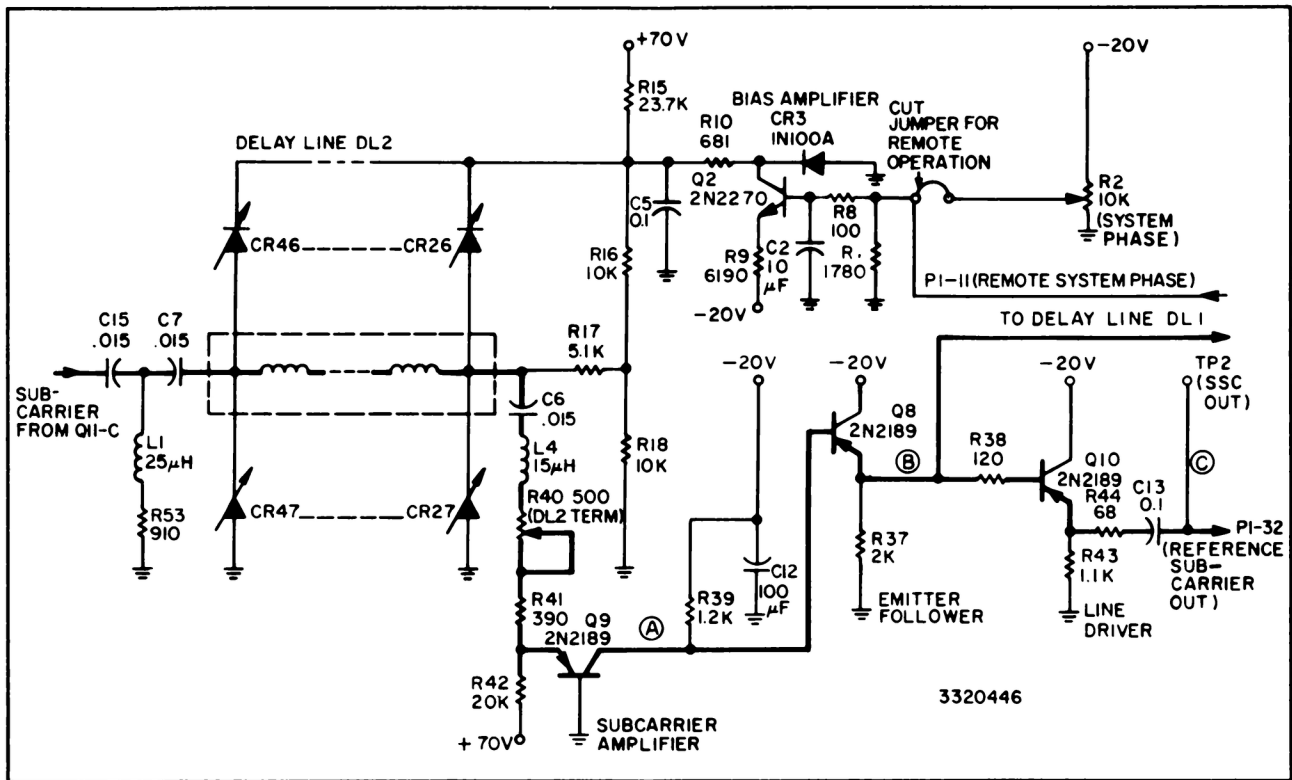 +70V
-20V
R15
23.7K
BIAS AMPLIFIER
CR3
IN100A
CUT
JUMPER FOR
REMOTE
OPERATION
DELAY LINE DL2
R10
681
Q2
2N2270
R2
10K
(SYSTEM
PHASE)
C5
0.1
R8
100
CR46
CR26
R16
10K
R9
6190
C2
10
μF
R.
1780
-20V
P1-11(REMOTE SYSTEM PHASE)
TO DELAY LINE DL1
C15
.015
C7
.015
R17
5.1K
-20V
-20V
-20V
TP2
(SSC
OUT)
SUB-
CARRIER
FROM Q11-C
C6
.015
Q8
2N2189
R38
120
Q10
2N2189
L1
25μH
L4
15μH
R18
10K
B
C
R44
68
C13
0.1
R53
910
CR47
CR27
R40 500
(DL2 TERM)
P1-32
(REFERENCE
SUB-
CARRIER
OUT)
R37
2K
R43
1.1K
C12
100
μF
R39
1.2K
R41
390
Q9
2N2189
A
EMITTER
FOLLOWER
LINE
DRIVER
R42
20K
+70V
SUBCARRIER
AMPLIFIER
3320446